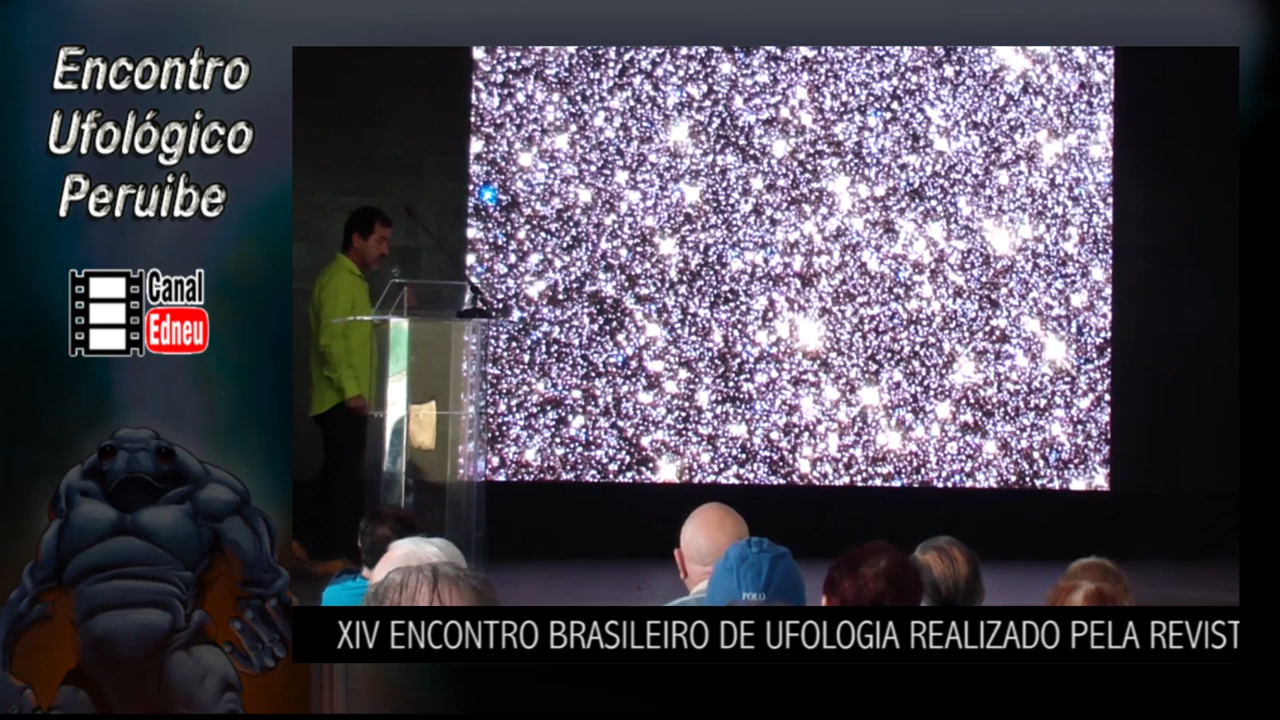 Encontro
Ufológico
Peruibe
Canal
Edneu
POLO
XIV ENCONTRO BRASILEIRO DE UFOLOGIA REALIZADO PELA REVIST